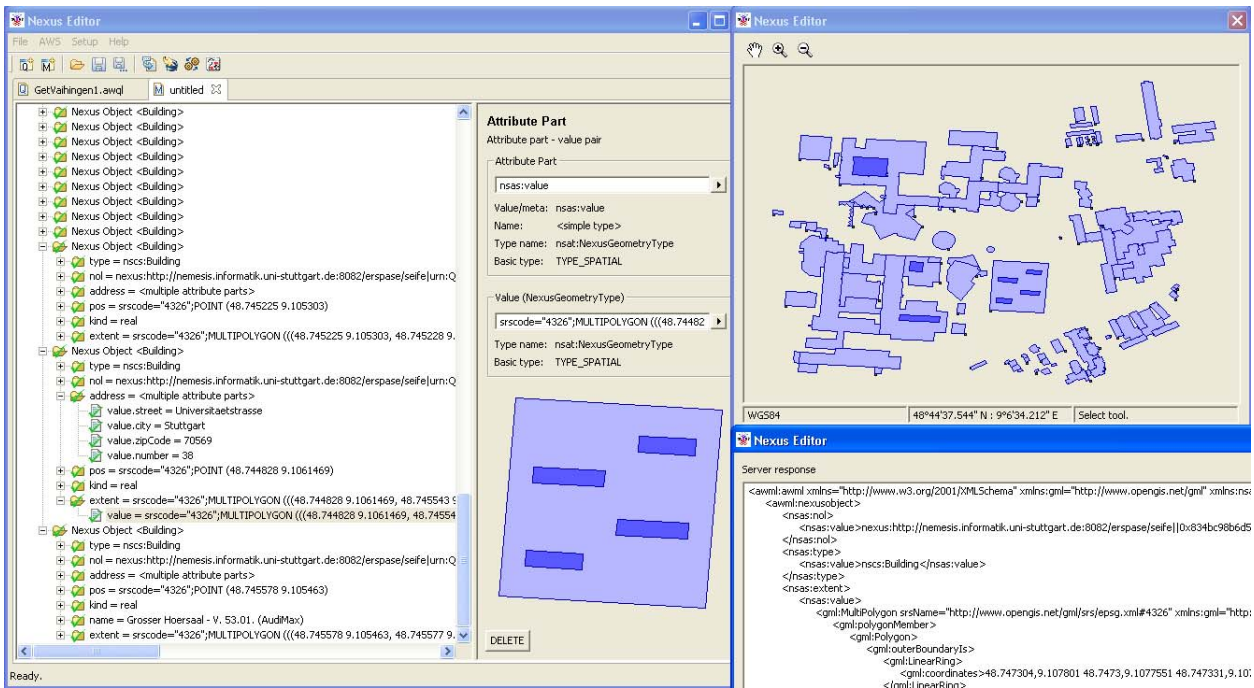 Nexus Editor
File AWS Setup Help
GetVaihingen1.awql
untitled
Nexus Object <Building>
Nexus Object <Building>
Nexus Object <Building>
Nexus Object <Building>
Nexus Object <Building>
Nexus Object <Building>
Nexus Object <Building>
Nexus Object <Building>
Nexus Object <Building>
Nexus Object <Building>
type = nscs:Building
nol = nexus:http://nemesis.informatik.uni-stuttgart.de:8082/erspase/seife|urn:Q
address = <multiple attribute parts>
pos = srscode="4326";POINT (48.745225 9.105303)
kind = real
extent = srscode="4326";MULTIPOLYGON (((48.745225 9.105303, 48.745228 9.
Nexus Object <Building>
type = nscs:Building
nol = nexus:http://nemesis.informatik.uni-stuttgart.de:8082/erspase/seife|urn:Q
address = <multiple attribute parts>
value.street = Universitaetstrasse
value.city = Stuttgart
value.zipCode = 70569
value.number = 38
pos = srscode="4326";POINT (48.744828 9.1061469)
kind = real
extent = srscode="4326";MULTIPOLYGON (((48.744828 9.1061469, 48.745543 9
value = srscode="4326";MULTIPOLYGON (((48.744828 9.1061469, 48.74554
Nexus Object <Building>
type = nscs:Building
nol = nexus:http://nemesis.informatik.uni-stuttgart.de:8082/erspase/seife|urn:Q
address = <multiple attribute parts>
pos = srscode="4326";POINT (48.745578 9.105463)
kind = real
name = Grosser Hoersaal - V. 53.01. (AudiMax)
extent = srscode="4326";MULTIPOLYGON (((48.745578 9.105463, 48.745577 9.
Ready.
Attribute Part
Attribute part - value pair
Attribute Part
nsas:value
Value/meta: nsas:value
Name: <simple type>
Type name: nsat:NexusGeometryType
Basic type: TYPE_SPATIAL
Value (NexusGeometryType)
srscode="4326";MULTIPOLYGON (((48.74482
Type name: nsat:NexusGeometryType
Basic type: TYPE_SPATIAL
DELETE
Nexus Editor
WGS84
48°44'37.544" N : 9°6'34.212" E
Select tool.
Nexus Editor
Server response
<awml:awml xmlns="http://www.w3.org/2001/XMLSchema" xmlns:gml="http://www.opengis.net/gml" xmlns:nsa
<awml:nexusobject>
<nsas:nol>
<nsas:value>nexus:http://nemesis.informatik.uni-stuttgart.de:8082/erspase/seife||0x834bc98b6d5
</nsas:nol>
<nsas:type>
<nsas:value>nscs:Building</nsas:value>
</nsas:type>
<nsas:extent>
<nsas:value>
<gml:MultiPolygon srsName="http://www.opengis.net/gml/srs/epsg.xml#4326" xmlns:gml="http:
<gml:polygonMember>
<gml:Polygon>
<gml:outerBoundaryIs>
<gml:LinearRing>
<gml:coordinates>48.747304,9.107801 48.7473,9.1077551 48.747331,9.107
</gml:LinearRing>